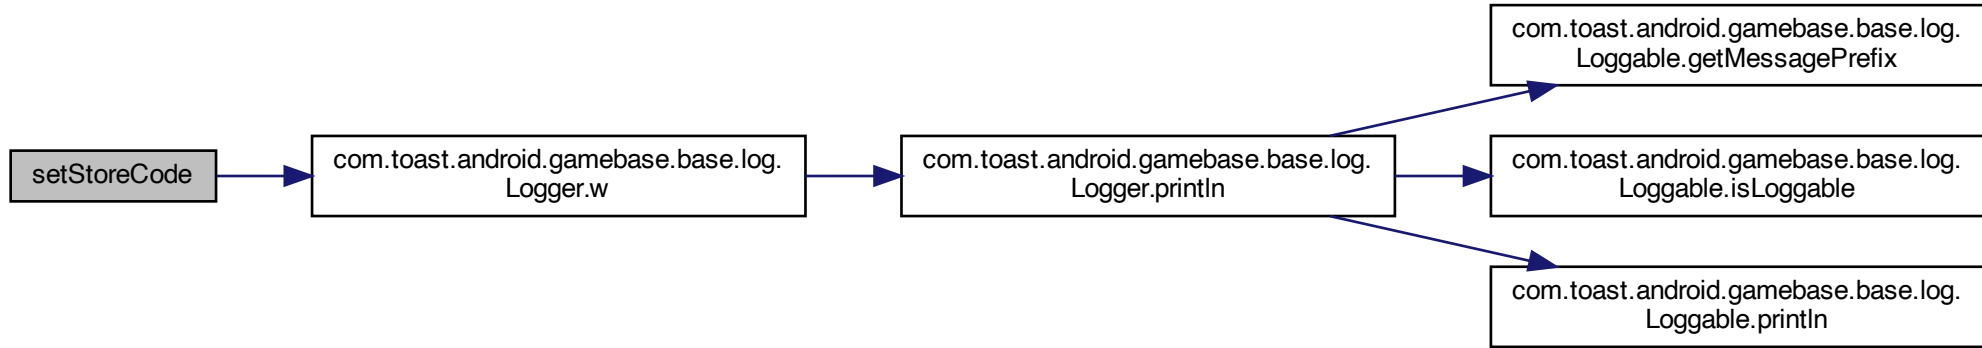 setStoreCode
com.toast.android.gamebase.base.log.
Logger.w
com.toast.android.gamebase.base.log.
Logger.println
com.toast.android.gamebase.base.log.
Loggable.getMessagePrefix
com.toast.android.gamebase.base.log.
Loggable.isLoggable
com.toast.android.gamebase.base.log.
Loggable.println